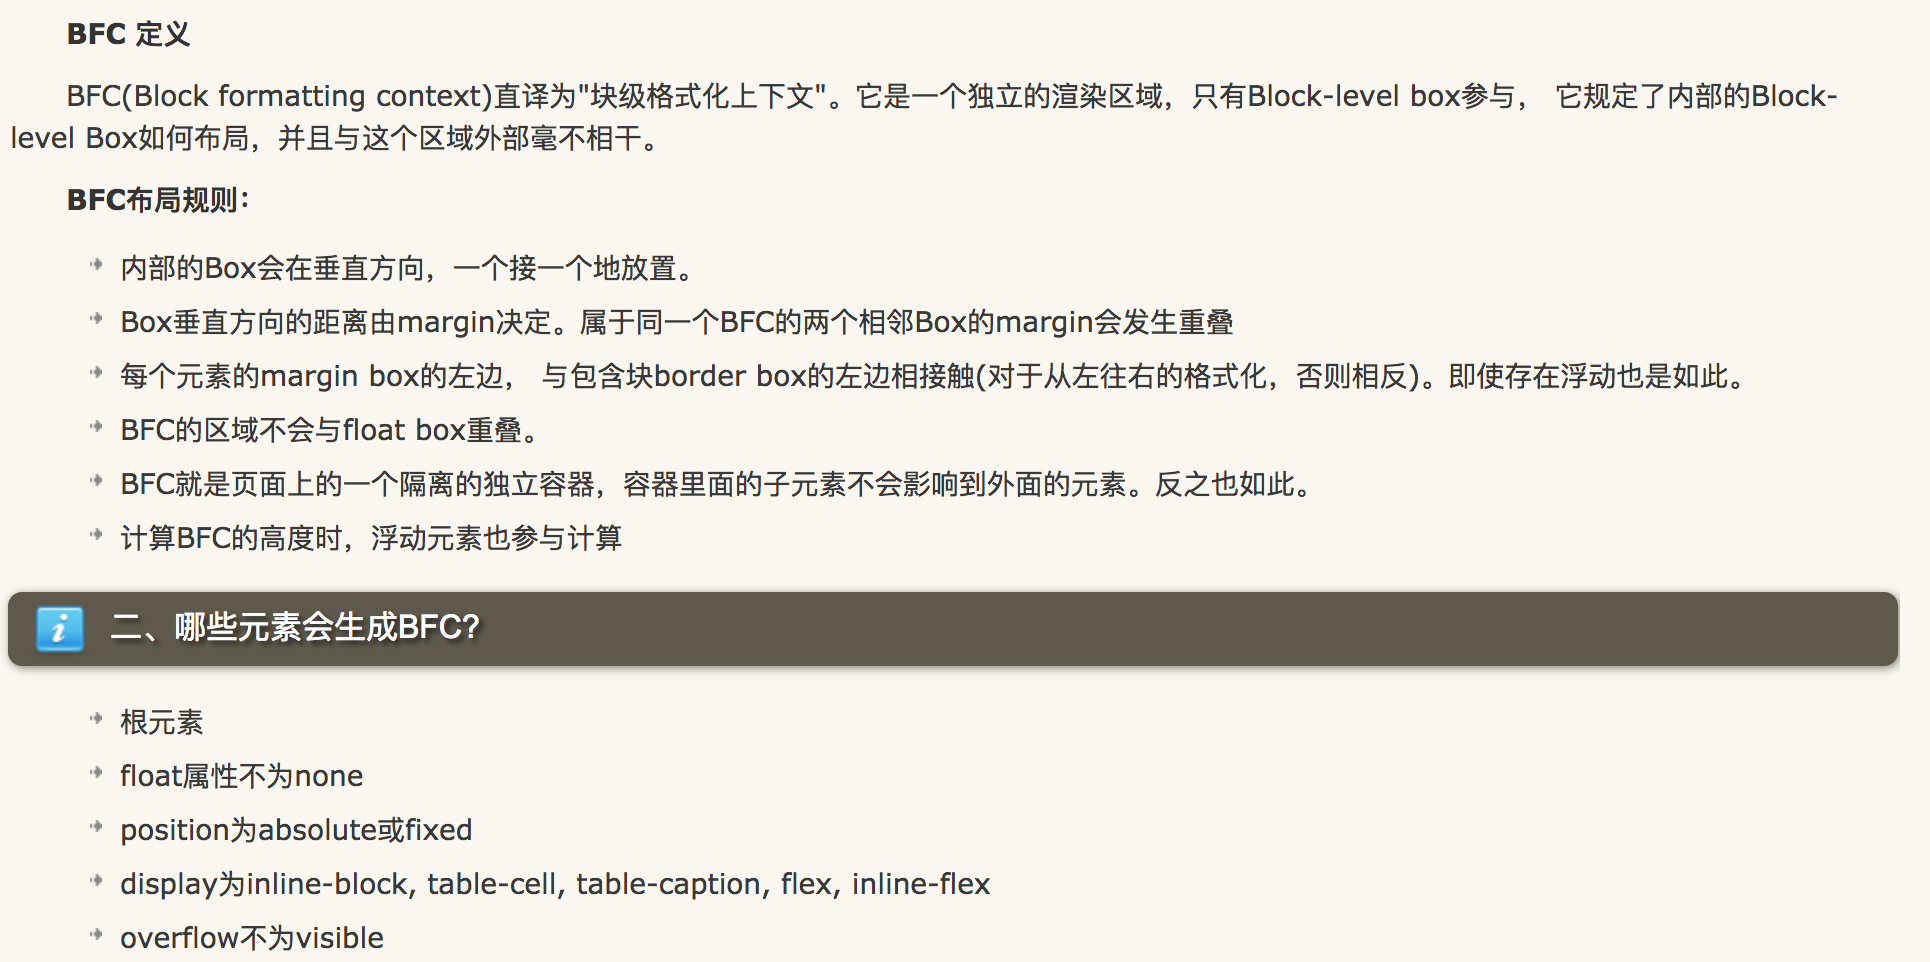 BFC 定义
BFC(Block formatting context)直译为"块级格式化上下文"。它是一个独立的渲染区域，只有Block-level box参与， 它规定了内部的Block-
level Box如何布局，并且与这个区域外部毫不相干。
BFC布局规则：
内部的Box会在垂直方向，一个接一个地放置。
Box垂直方向的距离由margin决定。属于同一个BFC的两个相邻Box的margin会发生重叠
每个元素的margin box的左边， 与包含块border box的左边相接触(对于从左往右的格式化，否则相反)。即使存在浮动也是如此。
BFC的区域不会与float box重叠。
BFC就是页面上的一个隔离的独立容器，容器里面的子元素不会影响到外面的元素。反之也如此。
计算BFC的高度时，浮动元素也参与计算
二、哪些元素会生成BFC?
根元素
float属性不为none
position为absolute或fixed
display为inline-block, table-cell, table-caption, flex, inline-flex
overflow不为visible